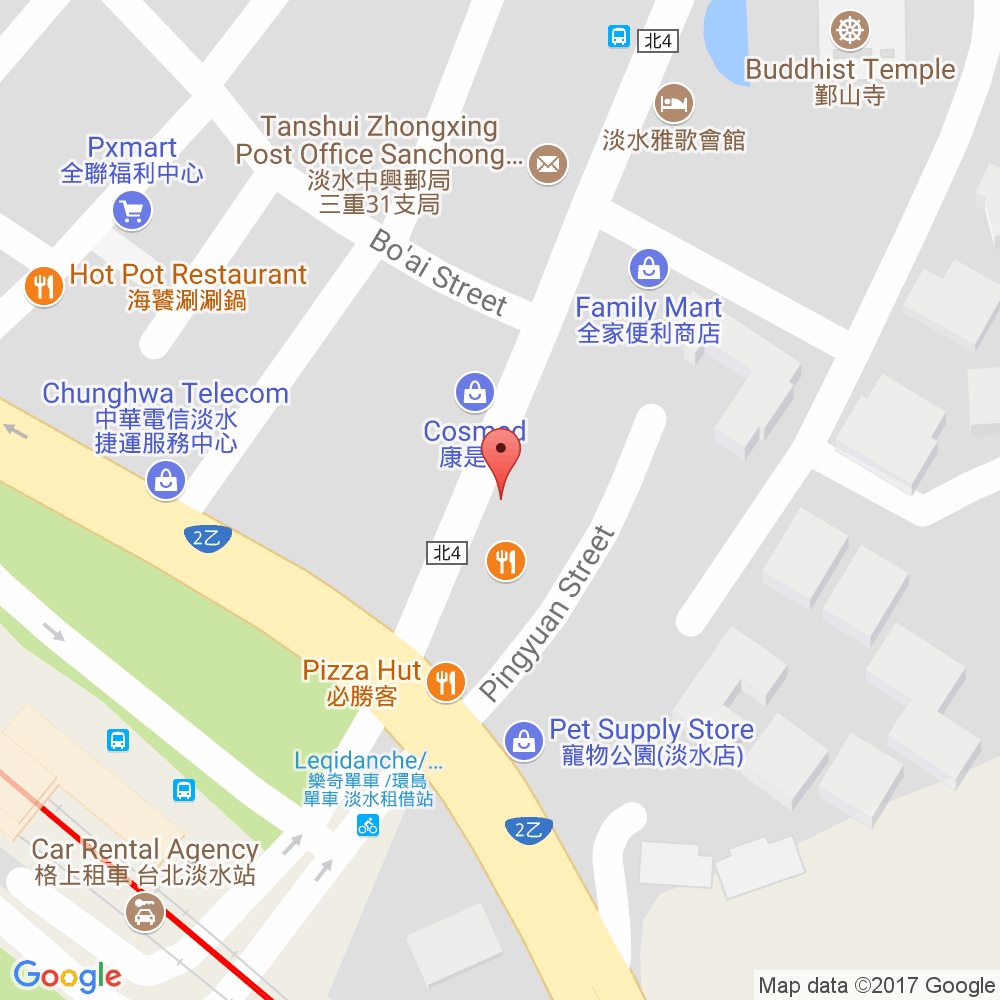 北4
Buddhist Temple
鄞山寺
淡水雅歌會館
Tanshui Zhongxing
Post Office Sanchong...
淡水中興郵局
三重31支局
Pxmart
全聯福利中心
Bo'ai Street
Hot Pot Restaurant
海饕涮涮鍋
Family Mart
全家便利商店
Chunghwa Telecom
中華電信淡水
捷運服務中心
Cosmed
康是
2乙
北4
Pingyuan Street
Pizza Hut
必勝客
Pet Supply Store
寵物公園(淡水店)
Leqidanche/...
樂奇單車 /環島
單車 淡水租借站
2乙
Car Rental Agency
格上租車 台北淡水站
Google
Map data ©2017 Google